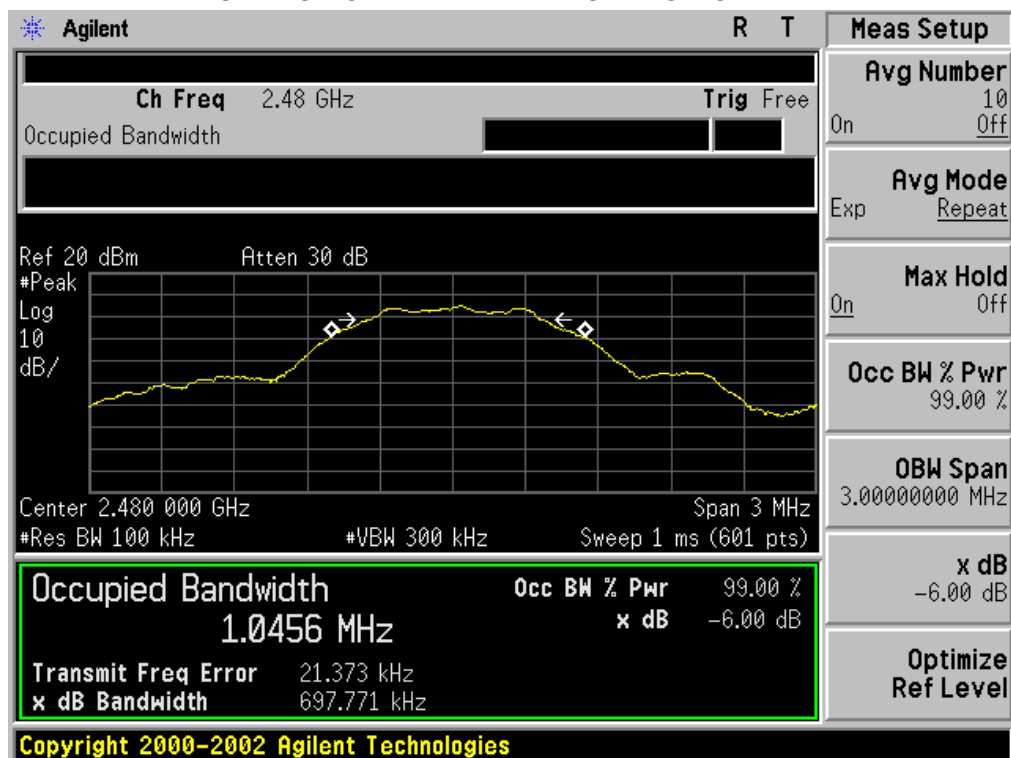 Agilent R T Meas Setup
Ch Freq 2.48 GHz Trig Free
Occupied Bandwidth
Ref 20 dBm Atten 30 dB
#Peak
Log
10
dB/
Center 2.480 000 GHz Span 3 MHz
#Res BW 100 kHz #VBW 300 kHz Sweep 1 ms (601 pts)
Occupied Bandwidth Occ BW % Pwr 99.00 %
1.0456 MHz x dB -6.00 dB
Transmit Freq Error 21.373 kHz
x dB Bandwidth 697.771 kHz
Avg Number
10
On Off
Avg Mode
Exp Repeat
Max Hold
On Off
Occ BW % Pwr
99.00 %
OBW Span
3.00000000 MHz
x dB
-6.00 dB
Optimize
Ref Level
Copyright 2000-2002 Agilent Technologies